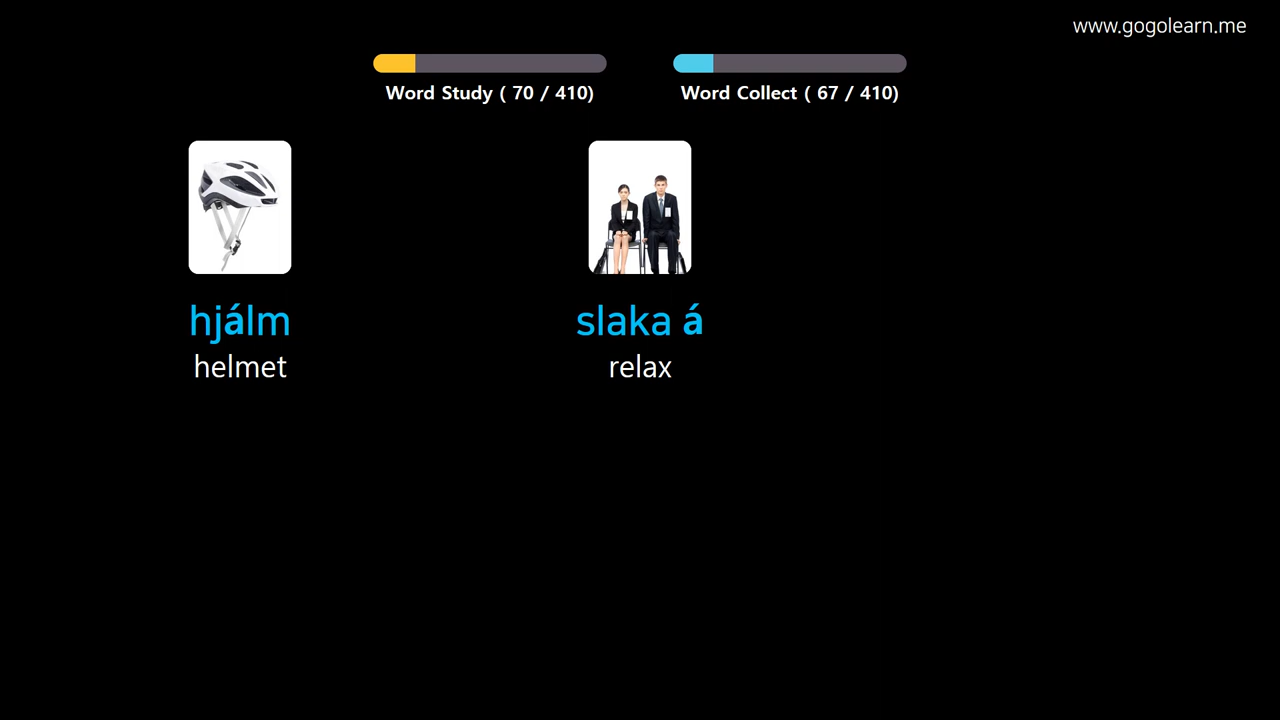 www.gogolearn.me
Word Study ( 70 / 410)
Word Collect ( 67 / 410)
hjálm
helmet
slaka á
relax